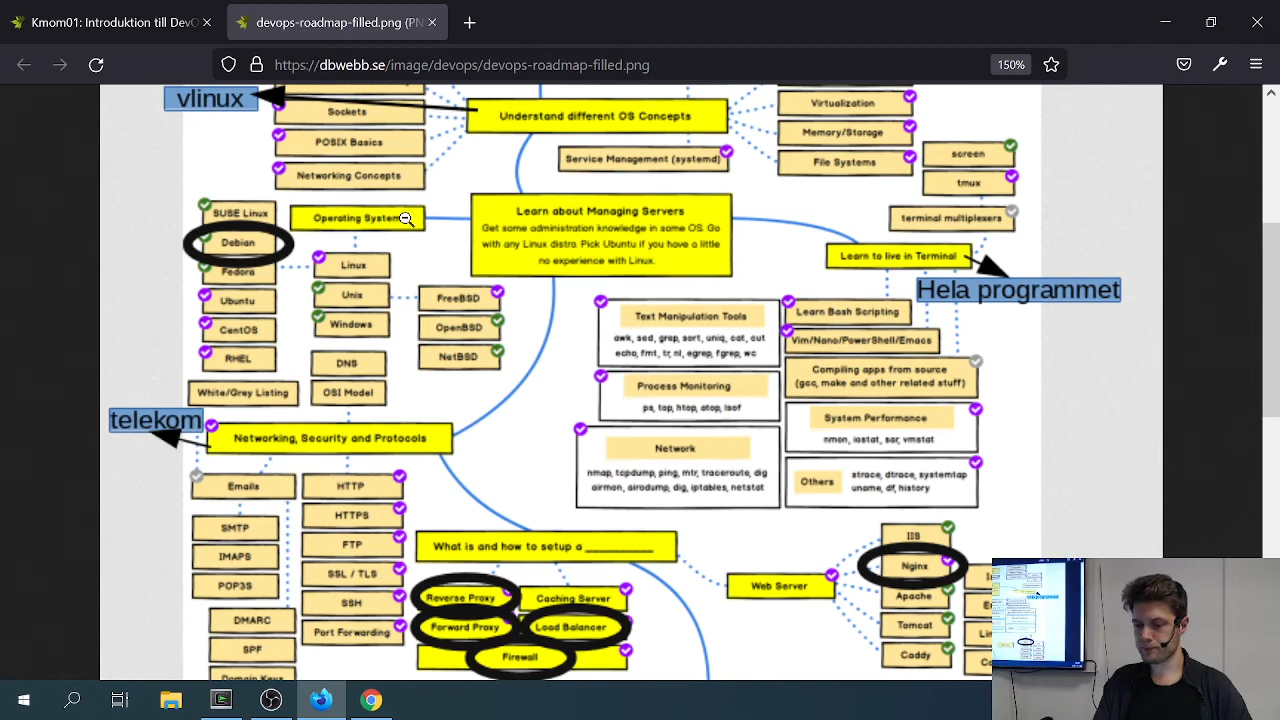 Kmom01: Introduktion till DevO
devops-roadmap-filled.png (PN
https://dbwebb.se/image/devops/devops-roadmap-filled.png
150%
vlinux
Sockets
POSIX Basics
Networking Concepts
Understand different OS Concepts
Service Management (systemd)
Virtualization
Memory/Storage
File Systems
screen
tmux
terminal multiplexers
SUSE Linux
Debian
Fedora
Ubuntu
CentOS
RHEL
Operating System
Linux
Unix
Windows
FreeBSD
OpenBSD
NetBSD
Learn about Managing Servers
Get some administration knowledge in some OS. Go
with any Linux distro. Pick Ubuntu if you have a little
no experience with Linux.
Learn to live in Terminal
Hela programmet
Text Manipulation Tools
awk, sed, grep, sort, uniq, cat, cut
echo, fmt, tr, nl, egrep, fgrep, wc
Learn Bash Scripting
Vim/Nano/PowerShell/Emacs
Compiling apps from source
(gcc, make and other related stuff)
Process Monitoring
ps, top, htop, atop, lsof
System Performance
nmon, iostat, sar, vmstat
Network
nmap, tcpdump, ping, mtr, traceroute, dig
airmon, airodump, dig, iptables, netstat
Others
strace, dtrace, systemtap
uname, df, history
DNS
White/Grey Listing
OSI Model
telekom
Networking, Security and Protocols
Emails
SMTP
IMAPS
POP3S
DMARC
SPF
Domain Keys
HTTP
HTTPS
FTP
SSL / TLS
SSH
Port Forwarding
What is and how to setup a ___________
Reverse Proxy
Caching Server
Forward Proxy
Load Balancer
Firewall
Web Server
IIS
Nginx
Apache
Tomcat
Caddy